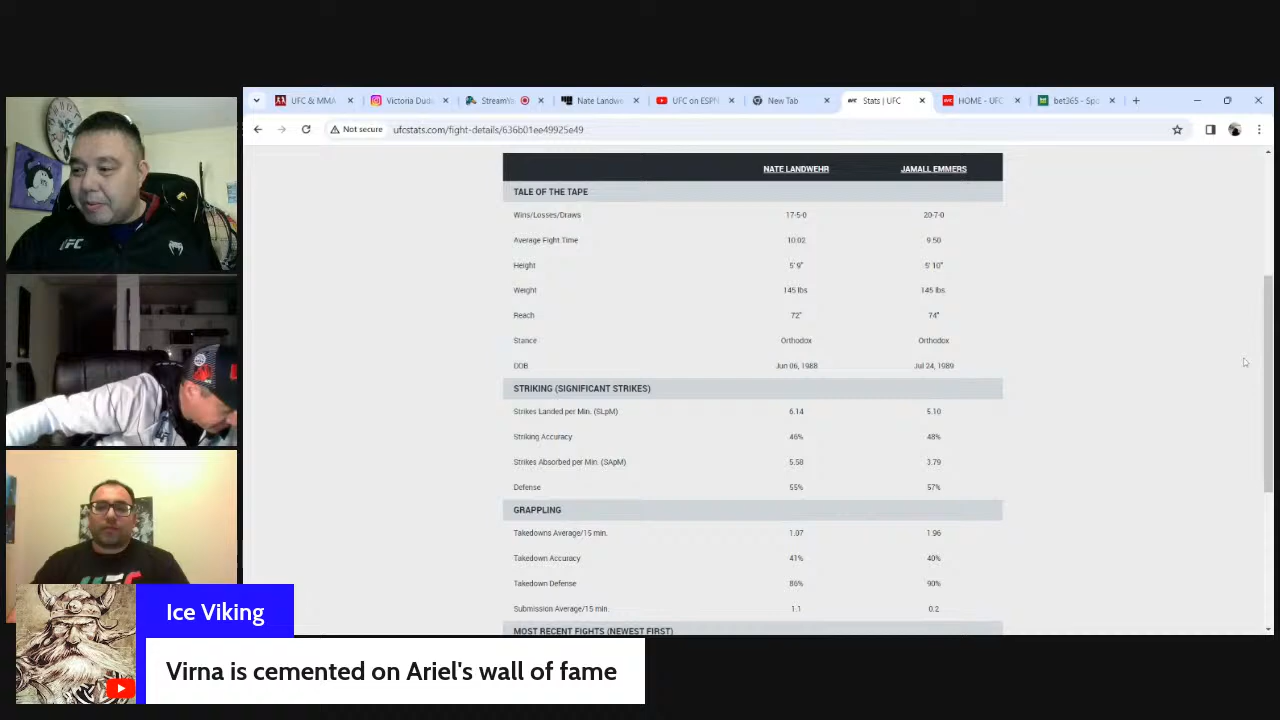 UFC & MMA
Victoria Duda
StreamYa
Nate Landwe
UFC on ESPN
New Tab
Stats | UFC
HOME - UFC
bet365 - Spo
Not secure
ufcstats.com/fight-details/636b01ee49925e49
NATE LANDWEHR JAMALL EMMERS
TALE OF THE TAPE
Wins/Losses/Draws 17-5-0 20-7-0
Average Fight Time 10:02 9:50
Height 5' 9" 5' 10"
Weight 145 lbs. 145 lbs.
Reach 72" 74"
Stance Orthodox Orthodox
DOB Jun 06, 1988 Jul 24, 1989
STRIKING (SIGNIFICANT STRIKES)
Strikes Landed per Min. (SLpM) 6.14 5.10
Striking Accuracy 46% 48%
Strikes Absorbed per Min. (SApM) 5.58 3.79
Defense 55% 57%
GRAPPLING
Takedowns Average/15 min. 1.07 1.96
Takedown Accuracy 41% 40%
Takedown Defense 86% 90%
Submission Average/15 min. 1.1 0.2
MOST RECENT FIGHTS (NEWEST FIRST)
UFC
Ice Viking
Virna is cemented on Ariel's wall of fame